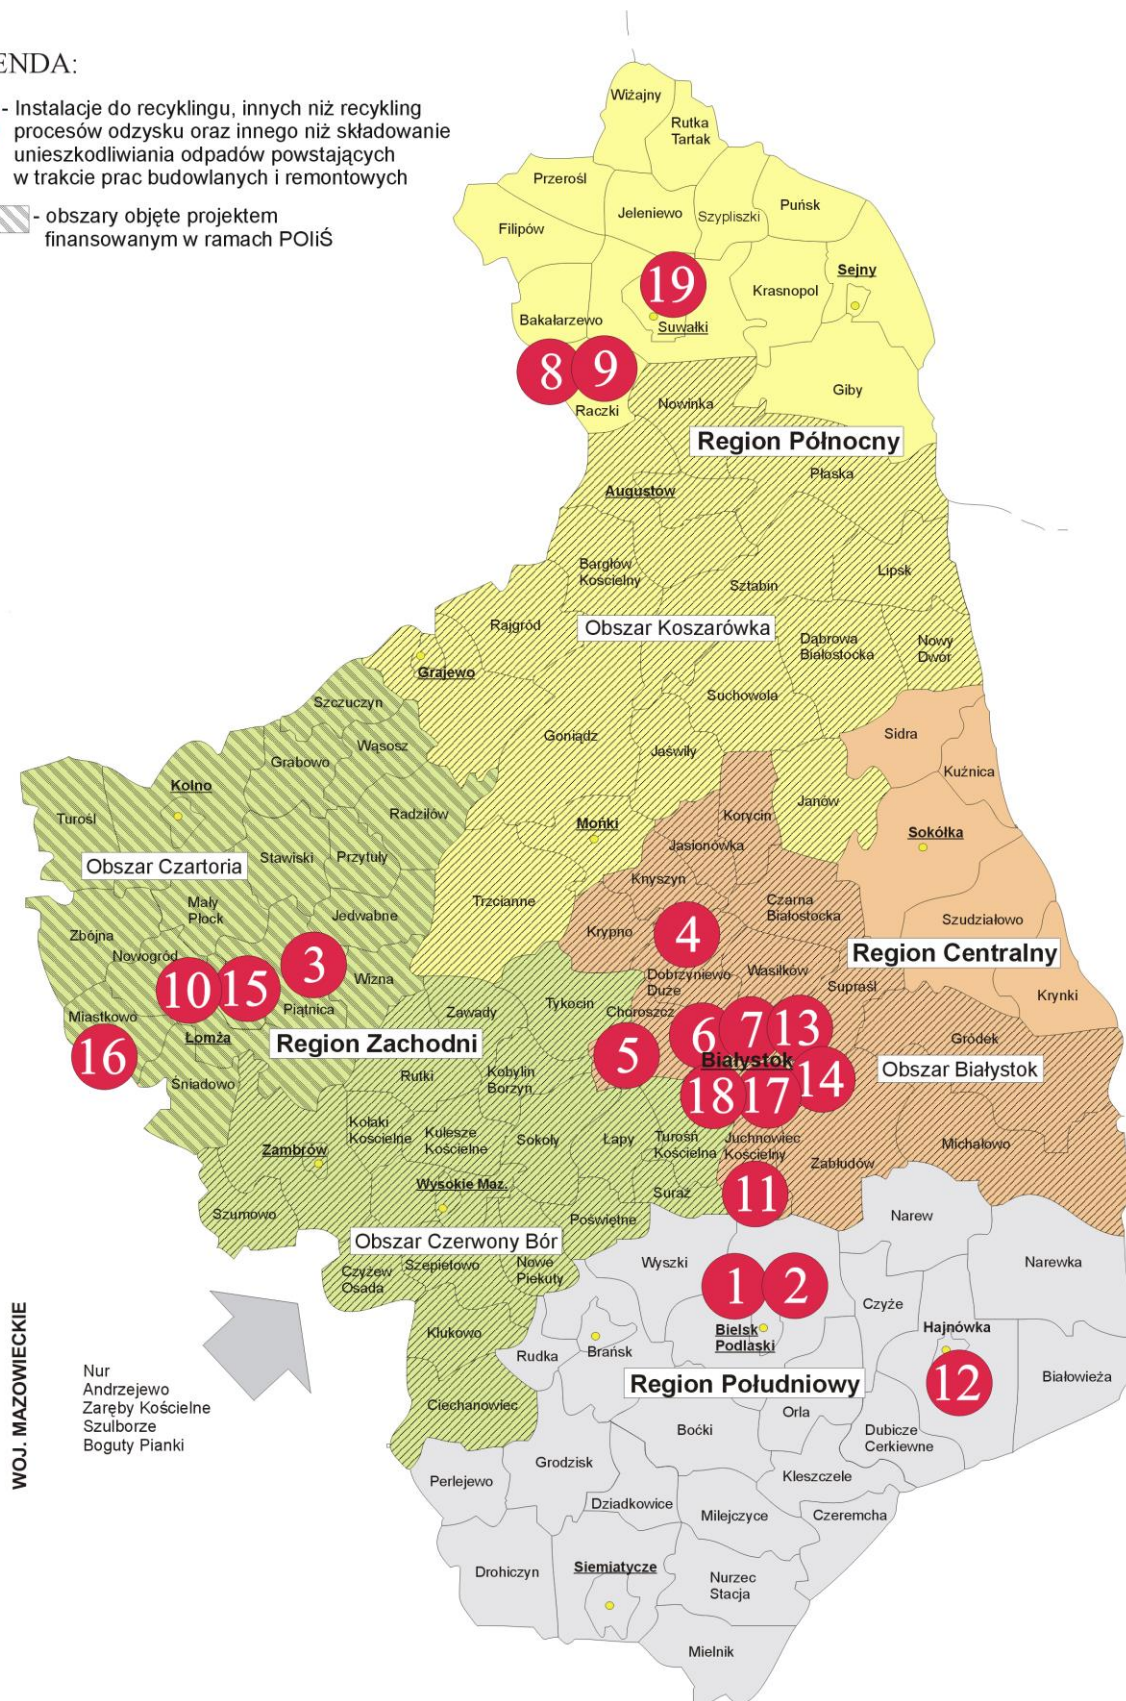 ENDA:
- Instalacje do recyklingu, innych niż recykling
procesów odzysku oraz innego niż składowanie
unieszkodliwiania odpadów powstających
w trakcie prac budowlanych i remontowych
- obszary objęte projektem
finansowanym w ramach POIiŚ
Wiżajny
Rutka
Tartak
Przerośl
Jeleniewo
Szypliszki
Puńsk
Filipów
Sejny
19
Krasnopol
Bakałarzewo
Suwałki
8
9
Raczki
Nowinka
Giby
Region Północny
Płaska
Augustów
Bargłów
Kościelny
Sztabin
Lipsk
Rajgród
Obszar Koszarówka
Dąbrowa
Białostocka
Nowy
Dwór
Grajewo
Szczuczyn
Suchowola
Wąsosz
Goniądz
Jaświły
Sidra
Grabowo
Kuźnica
Kolno
Radziłów
Janów
Turośl
Korycin
Mońki
Sokółka
Jasionówka
Obszar Czartoria
Stawiski
Przytuły
Knyszyn
Trzcianne
Czarna
Białostocka
Mały
Płock
Jedwabne
Szudziałowo
Zbójna
Krypno
4
Nowogród
Region Centralny
10
15
3
Wizna
Dobrzyniewo
Duże
Wasilków
Supraśl
Krynki
Miastkowo
Piątnica
Zawady
Tykocin
Choroszcz
16
Łomża
Region Zachodni
5
6
7
13
Gródek
Białystok
Obszar Białystok
Śniadowo
Rutki
Kobylin
Borzyn
18
17
14
Kołaki
Kościelne
Kulesze
Kościelne
Sokoły
Łapy
Turośń
Kościelna
Juchnowiec
Kościelny
Michałowo
Zambrów
Zabłudów
Wysokie Maz.
Suraż
11
Szumowo
Poświętne
Narew
Obszar Czerwony Bór
Czyżew
Osada
Szepietowo
Nowe
Piekuty
Wyszki
Narewka
1
2
Czyże
Klukowo
Bielsk
Podlaski
Hajnówka
Rudka
Brańsk
WOJ. MAZOWIECKIE
Nur
Andrzejewo
Zaręby Kościelne
Szulborze
Boguty Pianki
Region Południowy
12
Białowieża
Ciechanowiec
Orla
Boćki
Dubicze
Cerkiewne
Grodzisk
Perlejewo
Kleszczele
Dziadkowice
Milejczyce
Czeremcha
Drohiczyn
Siemiatycze
Nurzec
Stacja
Mielnik